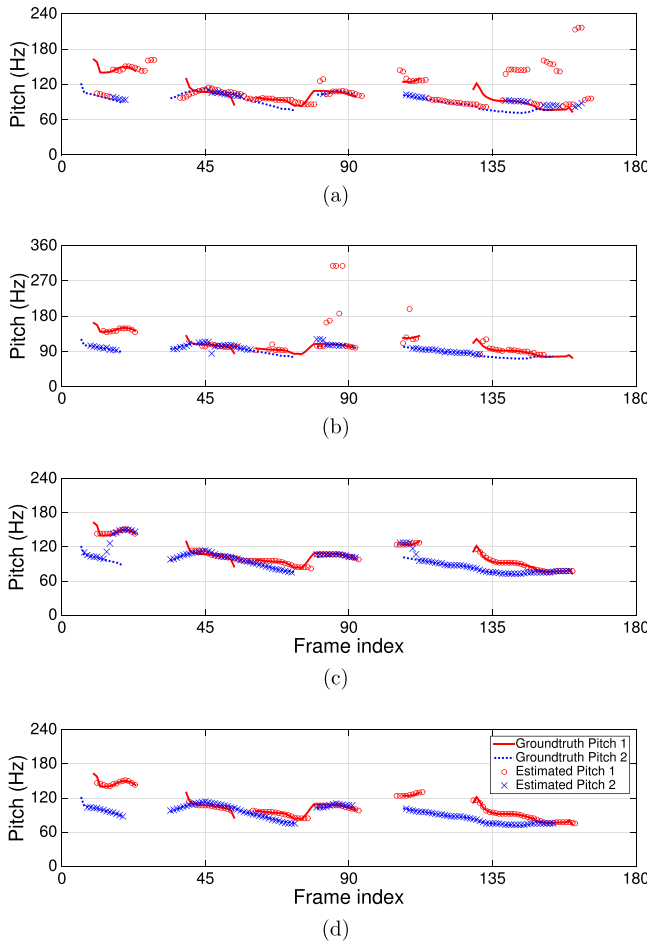 240
180
120
60
0
Pitch (Hz)
0 45 90 135 180
(a)
360
270
180
90
0
Pitch (Hz)
0 45 90 135 180
(b)
240
180
120
60
0
Pitch (Hz)
0 45 90 135 180
Frame index
(c)
240
180
120
60
0
Pitch (Hz)
Groundtruth Pitch 1
Groundtruth Pitch 2
Estimated Pitch 1
Estimated Pitch 2
0 45 90 135 180
Frame index
(d)